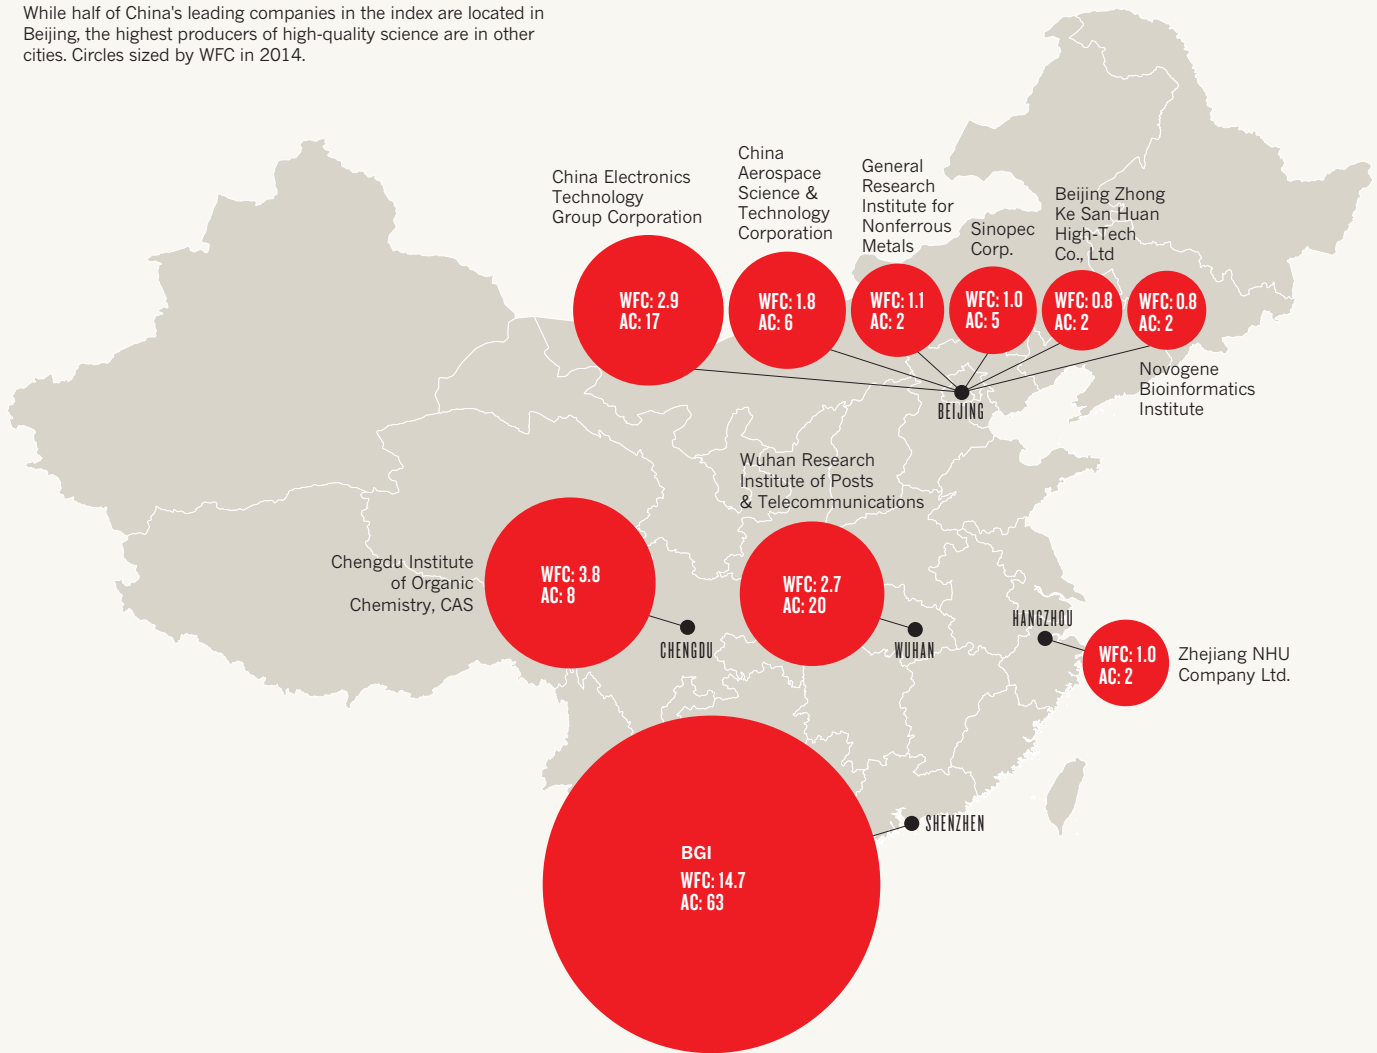 While half of China's leading companies in the index are located in
Beijing, the highest producers of high-quality science are in other
cities. Circles sized by WFC in 2014.
China Electronics
Technology
Group Corporation
WFC: 2.9
AC: 17
China
Aerospace
Science &
Technology
Corporation
WFC: 1.8
AC: 6
General
Research
Institute for
Nonferrous
Metals
WFC: 1.1
AC: 2
Sinopec
Corp.
WFC: 1.0
AC: 5
Beijing Zhong
Ke San Huan
High-Tech
Co., Ltd
WFC: 0.8
AC: 2
WFC: 0.8
AC: 2
Novogene
Bioinformatics
Institute
BEIJING
Wuhan Research
Institute of Posts
& Telecommunications
WFC: 2.7
AC: 20
WUHAN
Chengdu Institute
of Organic
Chemistry, CAS
WFC: 3.8
AC: 8
CHENGDU
HANGZHOU
WFC: 1.0
AC: 2
Zhejiang NHU
Company Ltd.
BGI
WFC: 14.7
AC: 63
SHENZHEN